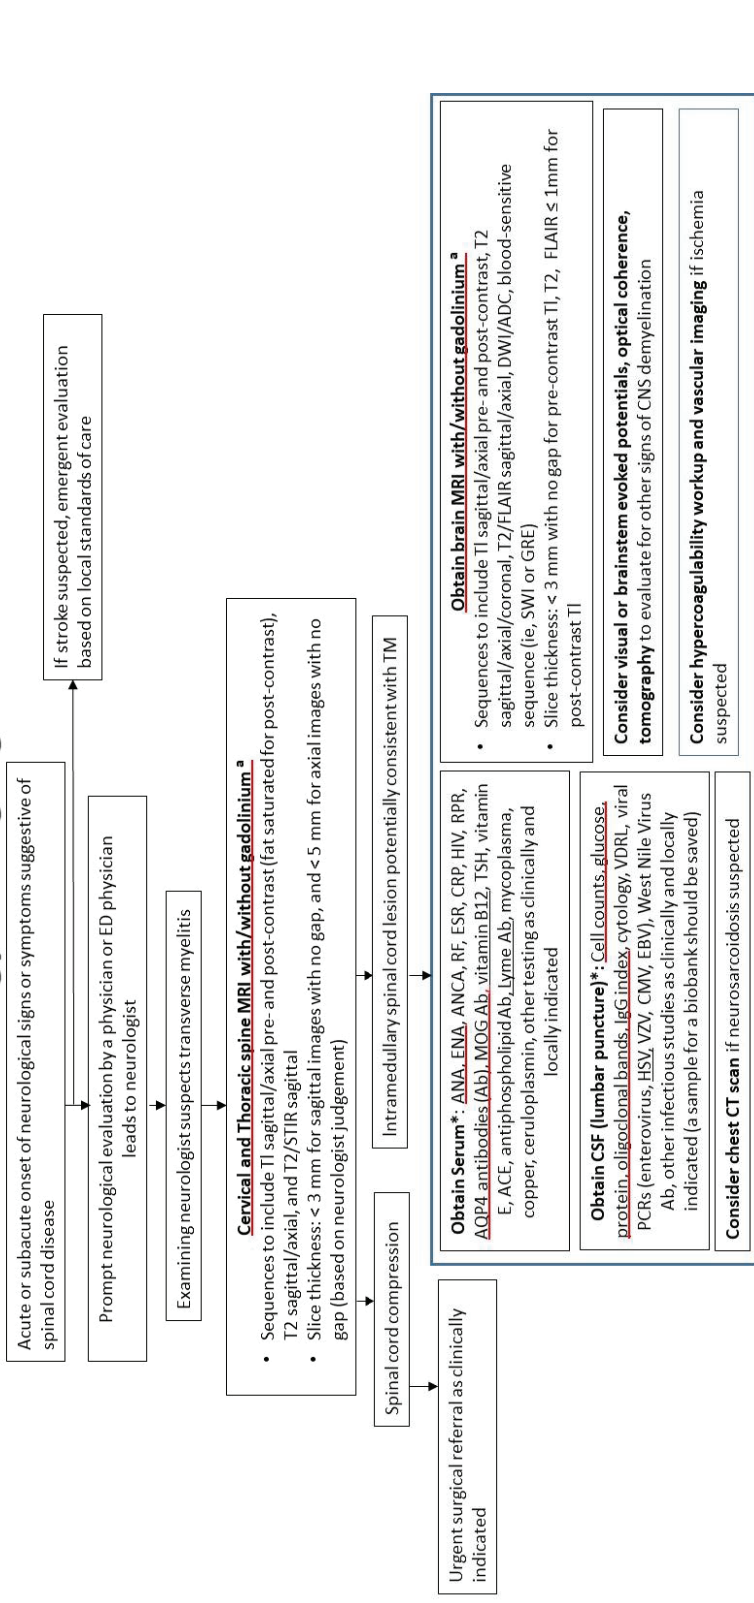 Acute or subacute onset of neurological signs or symptoms suggestive of
spinal cord disease
If stroke suspected, emergent evaluation
based on local standards of care
Prompt neurological evaluation by a physician or ED physician
leads to neurologist
Examining neurologist suspects transverse myelitis
Cervical and Thoracic spine MRI with/without gadolinium a
• Sequences to include Tl sagittal/axial pre- and post-contrast (fat saturated for post-contrast),
T2 sagittal/axial, and T2/STIR sagittal
• Slice thickness: < 3 mm for sagittal images with no gap, and < 5 mm for axial images with no
gap (based on neurologist judgement)
Spinal cord compression
Intramedullary spinal cord lesion potentially consistent with TM
Urgent surgical referral as clinically
indicated
Obtain Serum*: ANA, ENA, ANCA, RF, ESR, CRP, HIV, RPR,
AQP4 antibodies (Ab), MOG Ab, vitamin B12, TSH, vitamin
E, ACE, antiphospholipid Ab, Lyme Ab, mycoplasma,
copper, ceruloplasmin, other testing as clinically and
locally indicated
Obtain CSF (lumbar puncture)*: Cell counts, glucose,
protein, oligoclonal bands, IgG index, cytology, VDRL, viral
PCRs (enterovirus, HSV, VZV, CMV, EBV), West Nile Virus
Ab, other infectious studies as clinically and locally
indicated (a sample for a biobank should be saved)
Consider chest CT scan if neurosarcoidosis suspected
Obtain brain MRI with/without gadolinium a
• Sequences to include Tl sagittal/axial pre- and post-contrast, T2
sagittal/axial/coronal, T2/FLAIR sagittal/axial, DWI/ADC, blood-sensitive
sequence (ie, SWI or GRE)
• Slice thickness: < 3 mm with no gap for pre-contrast Tl, T2, FLAIR ≤ 1mm for
post-contrast Tl
Consider visual or brainstem evoked potentials, optical coherence,
tomography to evaluate for other signs of CNS demyelination
Consider hypercoagulability workup and vascular imaging if ischemia
suspected